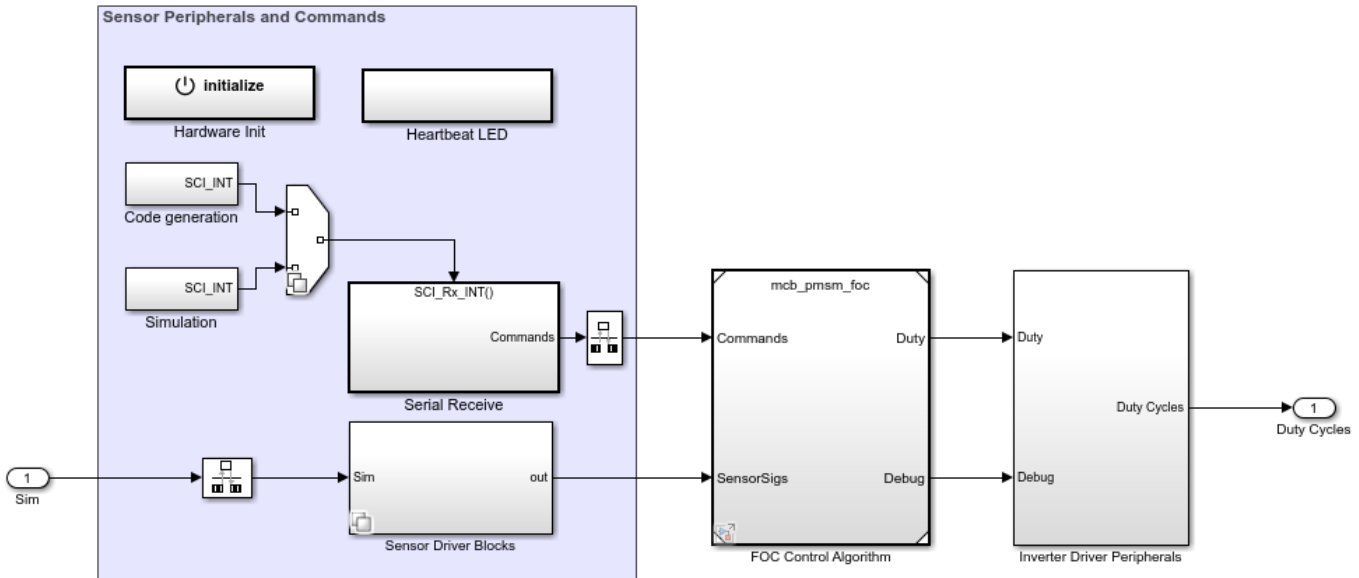 Sensor Peripherals and Commands
initialize
Hardware Init
Heartbeat LED
SCI_INT
Code generation
SCI_INT
Simulation
SCI_Rx_INT()
Commands
Serial Receive
mcb_pmsm_foc
Commands
Duty
SensorSigs
Debug
FOC Control Algorithm
Duty
Duty Cycles
Debug
Inverter Driver Peripherals
1
Duty Cycles
1
Sim
Sim
out
Sensor Driver Blocks